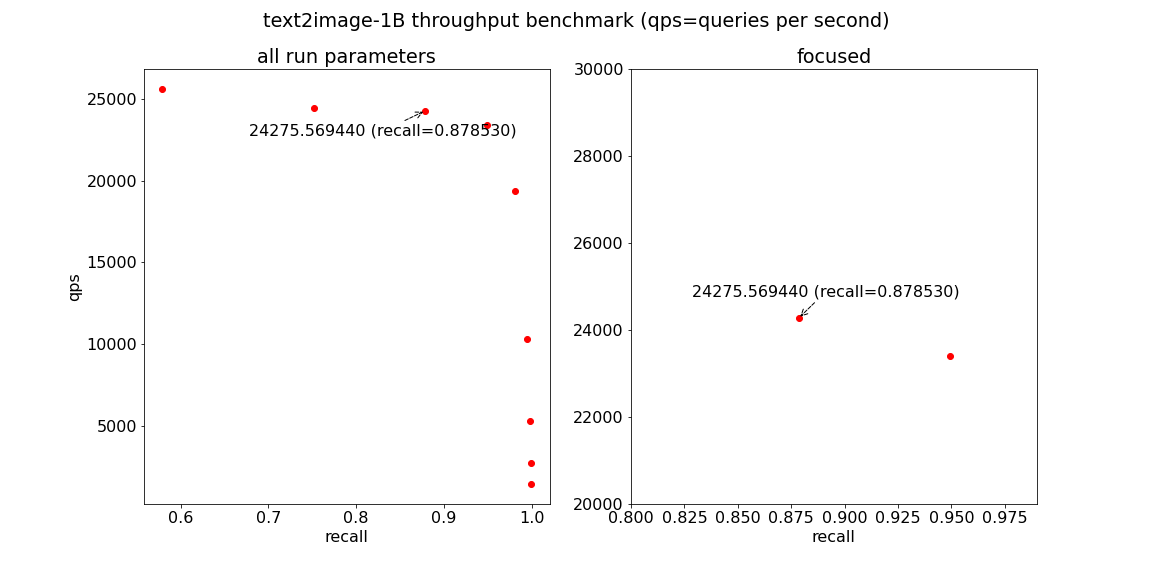 text2image-1B throughput benchmark (qps=queries per second)
all run parameters
25000
20000
15000
10000
5000
qps
24275.569440 (recall=0.878530)
0.6 0.7 0.8 0.9 1.0
recall
focused
30000
28000
26000
24000
22000
20000
24275.569440 (recall=0.878530)
0.800 0.825 0.850 0.875 0.900 0.925 0.950 0.975
recall